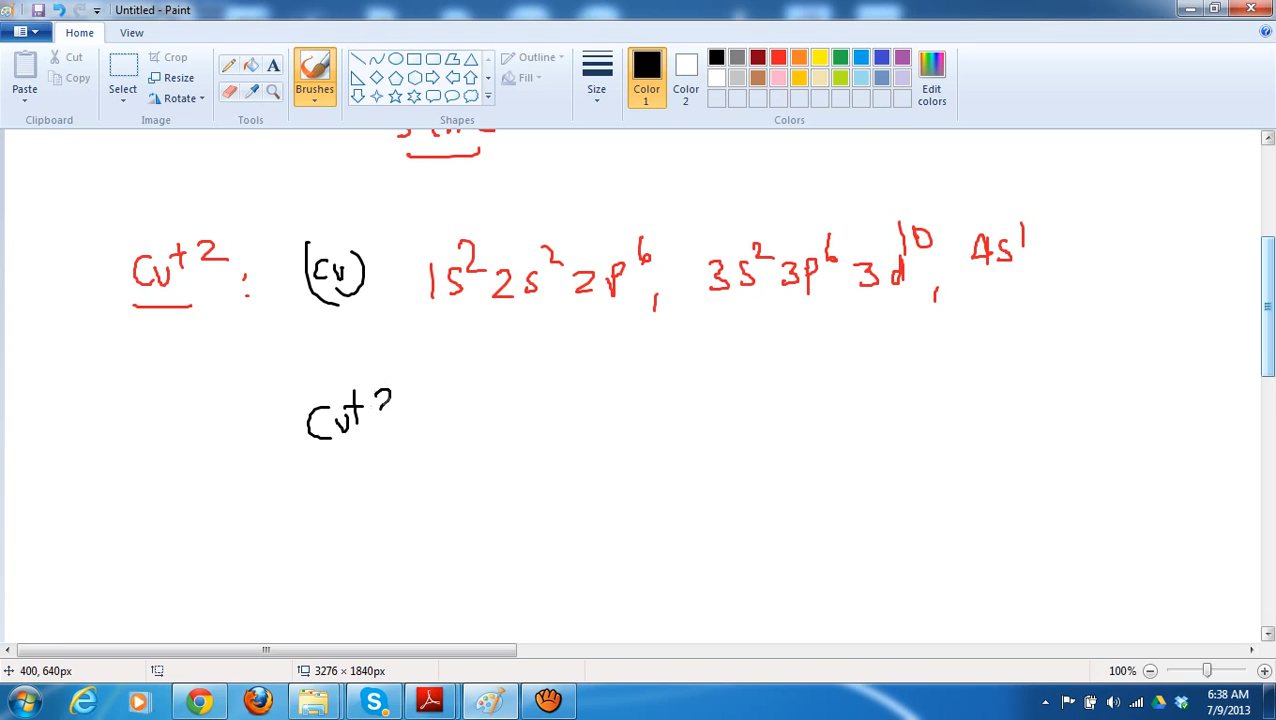 Untitled - Paint
Home View
Paste Cut Copy Select Crop Resize Rotate Brushes Outline Fill Size Color 1 Color 2 Edit colors
Clipboard Image Tools Shapes Colors
Cu⁺² : (Cu) 1s² 2s² 2p⁶, 3s² 3p⁶ 3d¹⁰, 4s¹
Cu⁺²
400, 640px 3276 × 1840px 100%
6:38 AM
7/9/2013